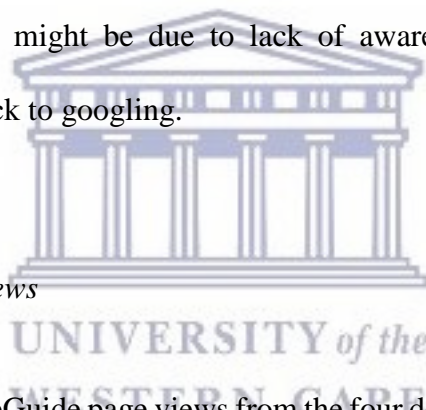 might be due to lack of aware
ck to googling.
ews
UNIVERSITY of the
Guide page views from the four d
WESTERN CAPE